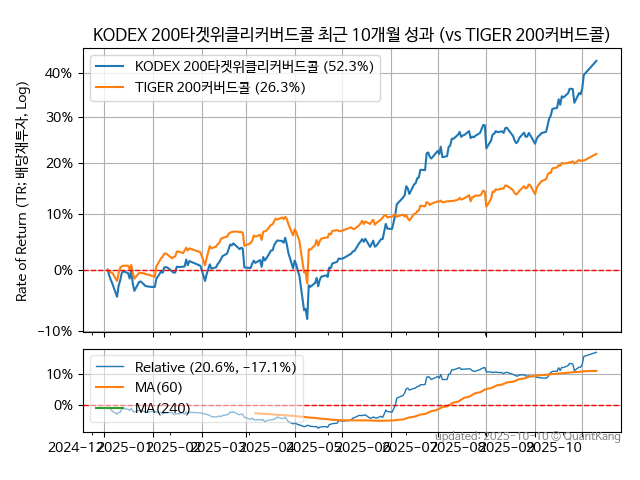 KODEX 200타겟위클리커버드콜 최근 10개월 성과 (vs TIGER 200커버드콜)
KODEX 200타겟위클리커버드콜 (52.3%)
TIGER 200커버드콜 (26.3%)
Rate of Return (TR: 배당재투자, Log)
40%
30%
20%
10%
0%
−10%
Relative (20.6%, −17.1%)
MA(60)
MA(240)
10%
0%
Updated: 2025-10-10 © QuantKang
2024-12 2025-01 2025-02 2025-03 2025-04 2025-05 2025-06 2025-07 2025-08 2025-09 2025-10